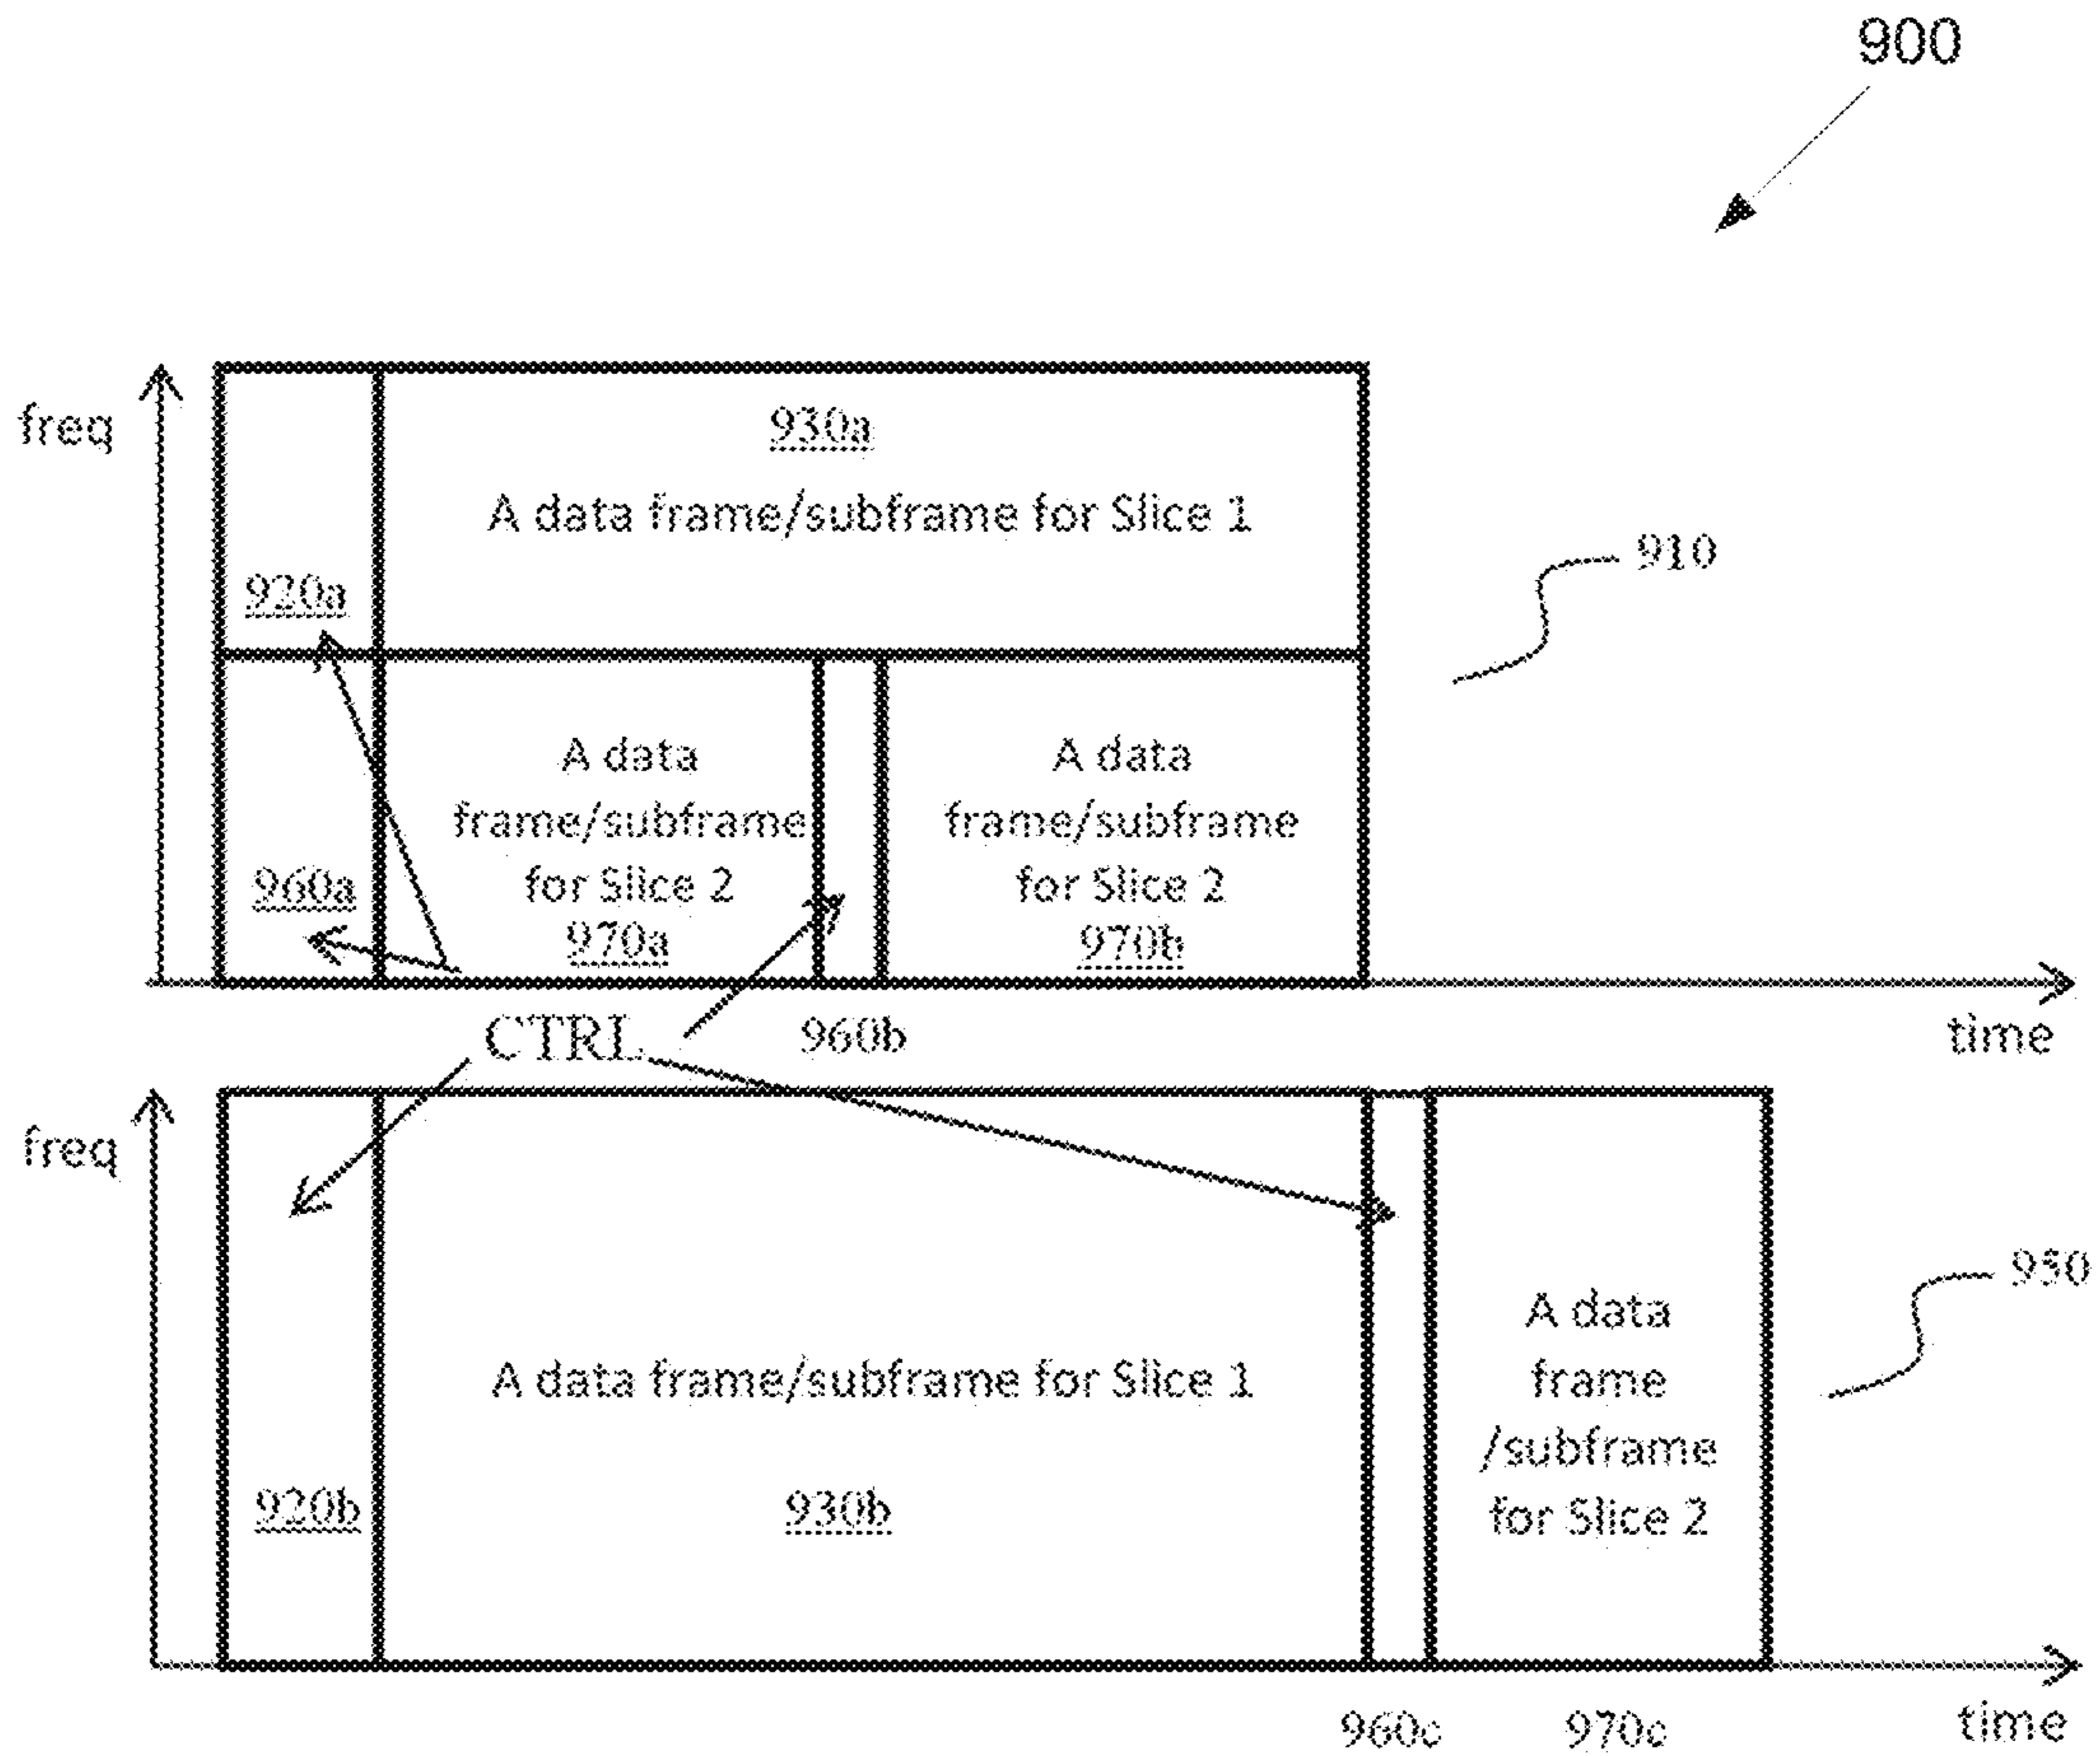 900
freq
930a
A data frame/subframe for Slice 1
910
920a
A data
frame/subframe
for Slice 2
970a
A data
frame/subframe
for Slice 2
970b
960a
time
CTRL
960b
freq
950
A data frame/subframe for Slice 1
930b
920b
A data
frame
/subframe
for Slice 2
960c
970c
time